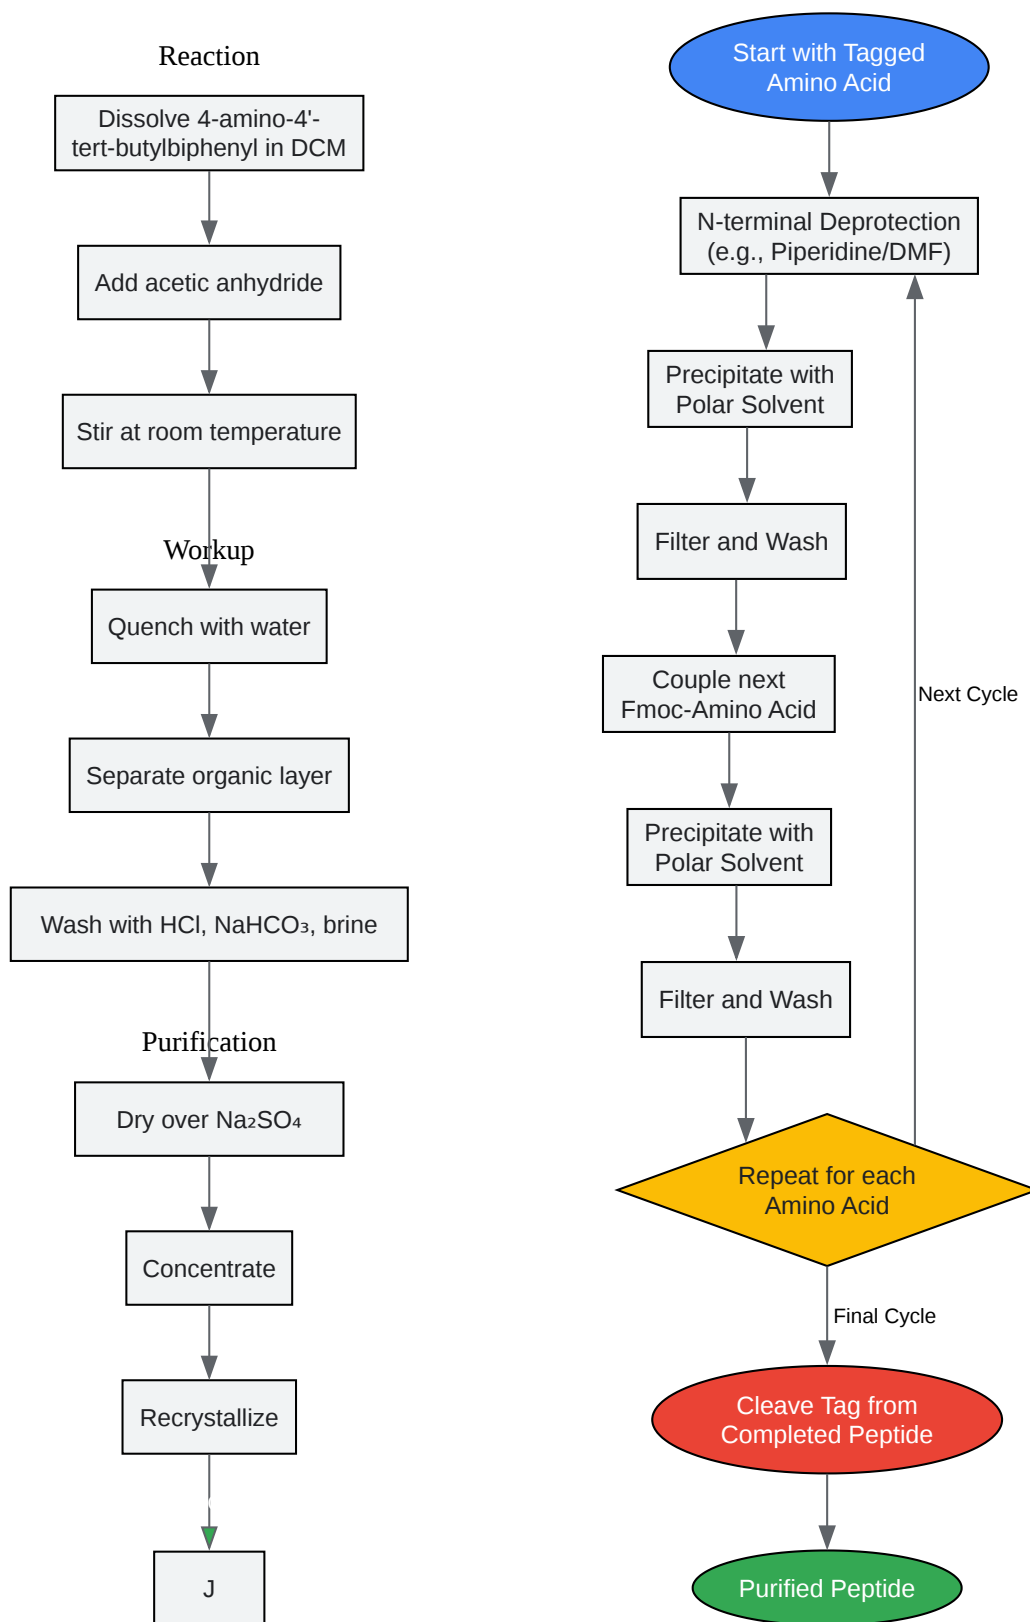 Reaction
Dissolve 4-amino-4'-
tert-butylbiphenyl in DCM
Add acetic anhydride
Stir at room temperature
Workup
Quench with water
Separate organic layer
Wash with HCl, NaHCO₃, brine
Purification
Dry over Na₂SO₄
Concentrate
Recrystallize
J
Start with Tagged
Amino Acid
N-terminal Deprotection
(e.g., Piperidine/DMF)
Precipitate with
Polar Solvent
Filter and Wash
Couple next
Fmoc-Amino Acid
Next Cycle
Precipitate with
Polar Solvent
Filter and Wash
Repeat for each
Amino Acid
Final Cycle
Cleave Tag from
Completed Peptide
Purified Peptide